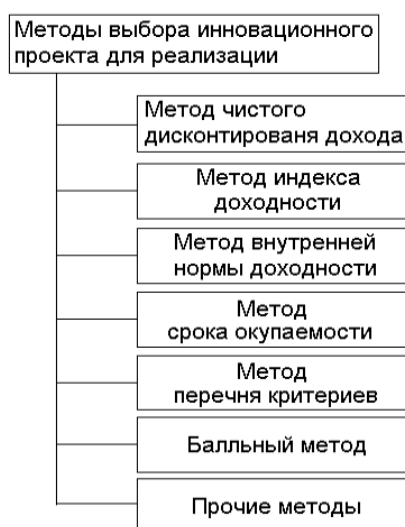 Методы выбора инновационного
проекта для реализации
Метод чистого
дисконтированя дохода
Метод индекса
доходности
Метод внутренней
нормы доходности
Метод
срока окупаемости
Метод
перечня критериев
Балльный метод
Прочие методы